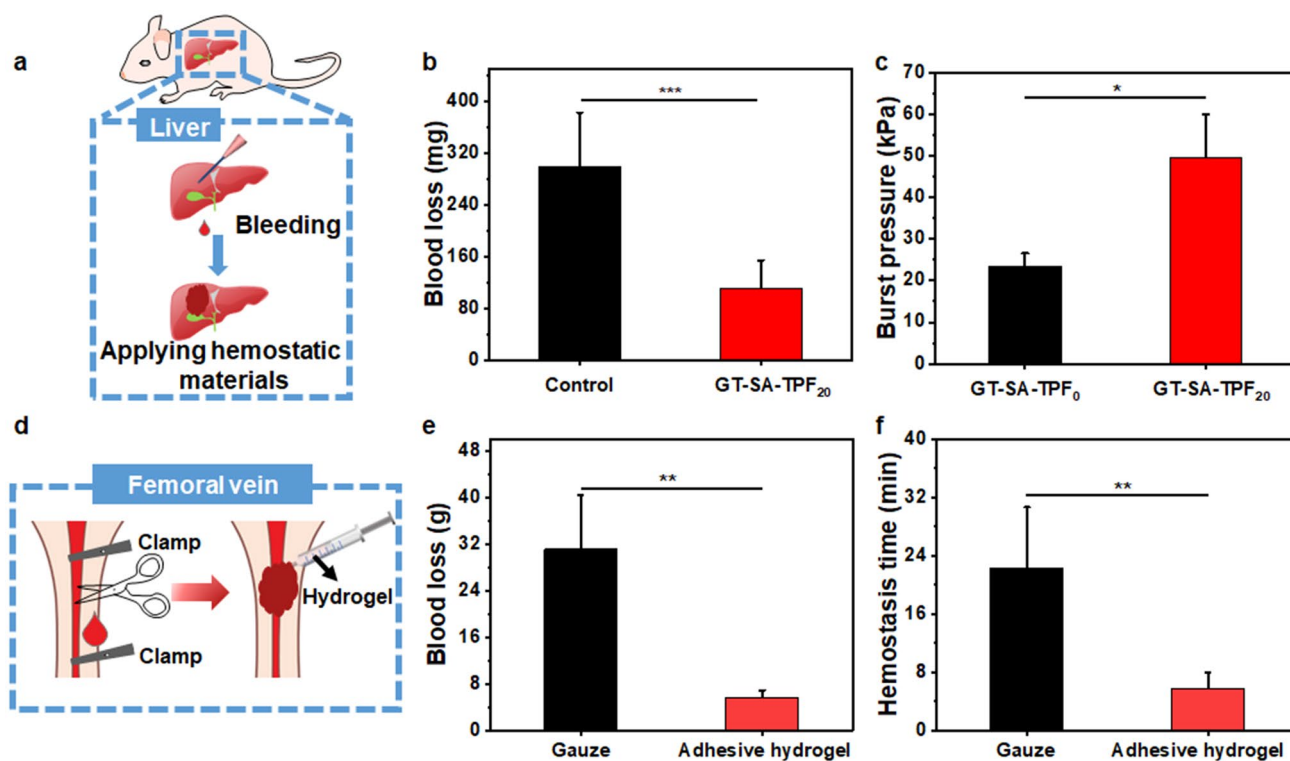 a
Liver
Bleeding
Applying hemostatic
materials
b
Blood loss (mg)
400
320
240
160
80
0
***
Control
GT-SA-TPF₂₀
c
Burst pressure (kPa)
70
60
50
40
30
20
10
0
*
GT-SA-TPF₀
GT-SA-TPF₂₀
d
Femoral vein
Clamp
Hydrogel
Clamp
e
Blood loss (g)
48
40
32
24
16
8
0
**
Gauze
Adhesive hydrogel
f
Hemostasis time (min)
40
32
24
16
8
0
**
Gauze
Adhesive hydrogel